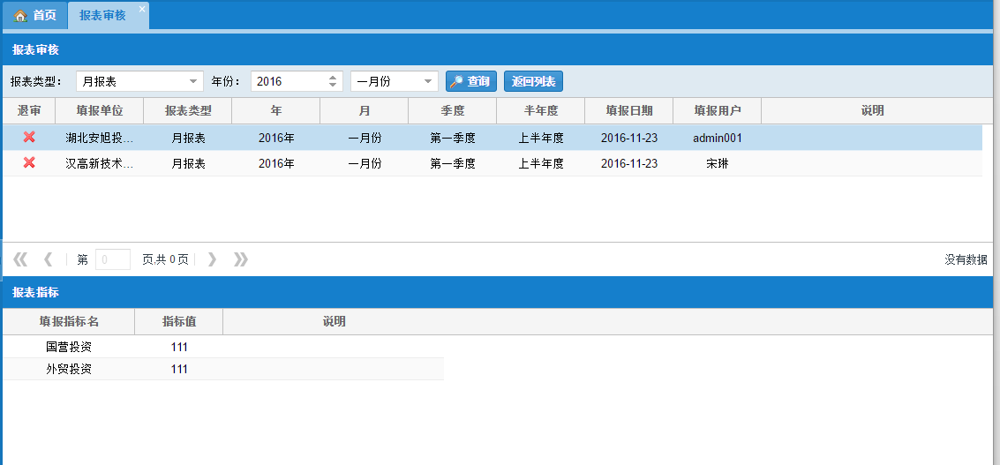 首页 报表审核
报表审核
报表类型： 月报表 年份： 2016 一月份 查询 返回列表
退审 填报单位 报表类型 年 月 季度 半年度 填报日期 填报用户 说明
湖北安旭投... 月报表 2016年 一月份 第一季度 上半年度 2016-11-23 admin001
汉高新技术... 月报表 2016年 一月份 第一季度 上半年度 2016-11-23 宋琳
第 0 页,共 0 页 没有数据
报表指标
填报指标名 指标值 说明
国营投资 111
外贸投资 111